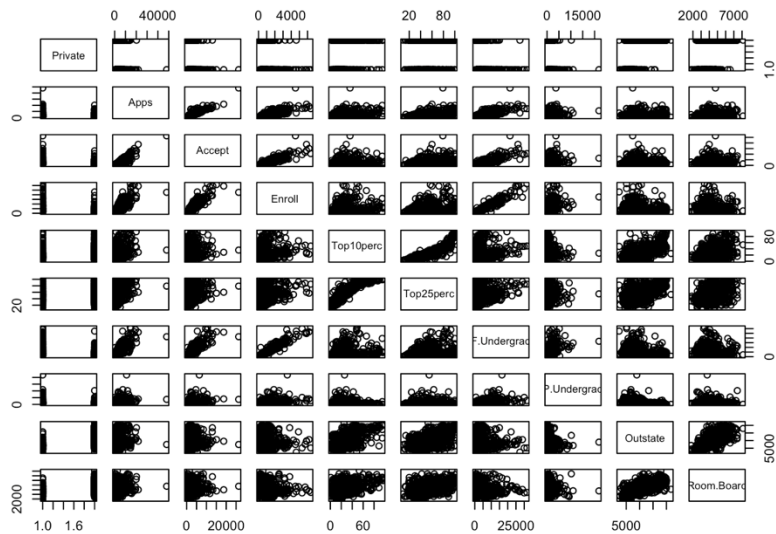 0 40000 0 4000 20 80 0 15000 2000 7000
Private 1.0
0 Apps
Accept 0
0 Enroll
Top10perc 0 40 80
20 Top25perc
F.Undergrad 0
0 P.Undergrad
Outstate 5000
2000 Room.Board
1.0 1.6 0 20000 0 60 0 25000 5000